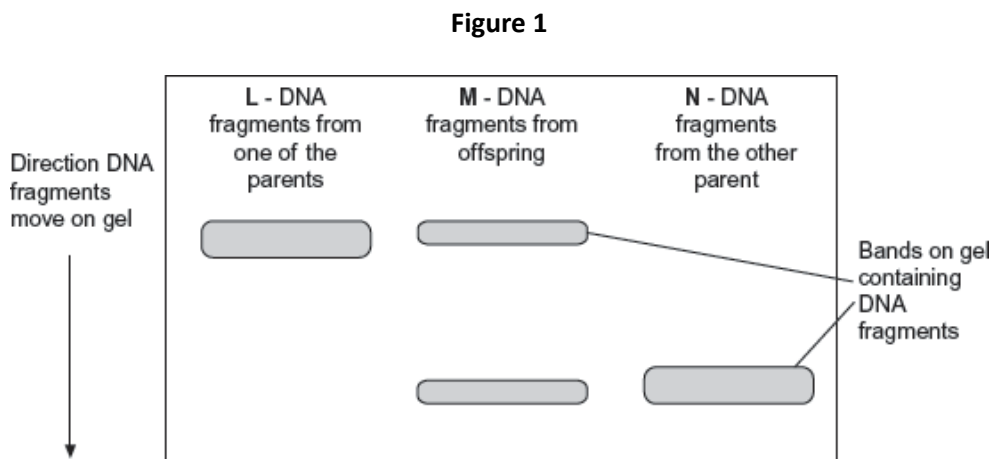 Figure 1
L - DNA
fragments from
one of the
parents
M - DNA
fragments from
offspring
N - DNA
fragments
from the other
parent
Direction DNA
fragments
move on gel
Bands on gel
containing
DNA
fragments